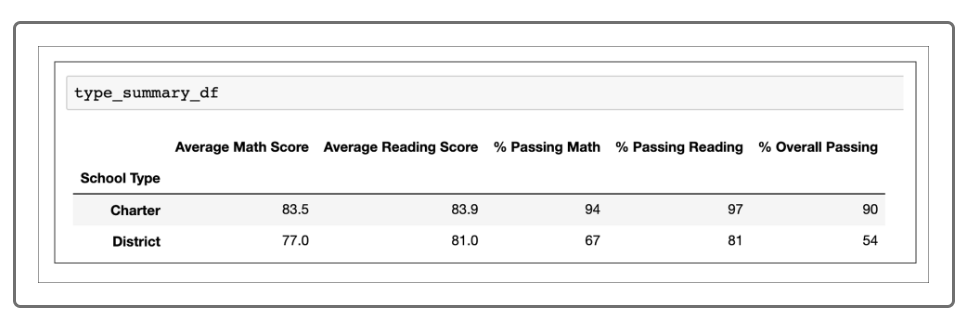 type_summary_df
Average Math Score Average Reading Score % Passing Math % Passing Reading % Overall Passing
School Type
Charter 83.5 83.9 94 97 90
District 77.0 81.0 67 81 54